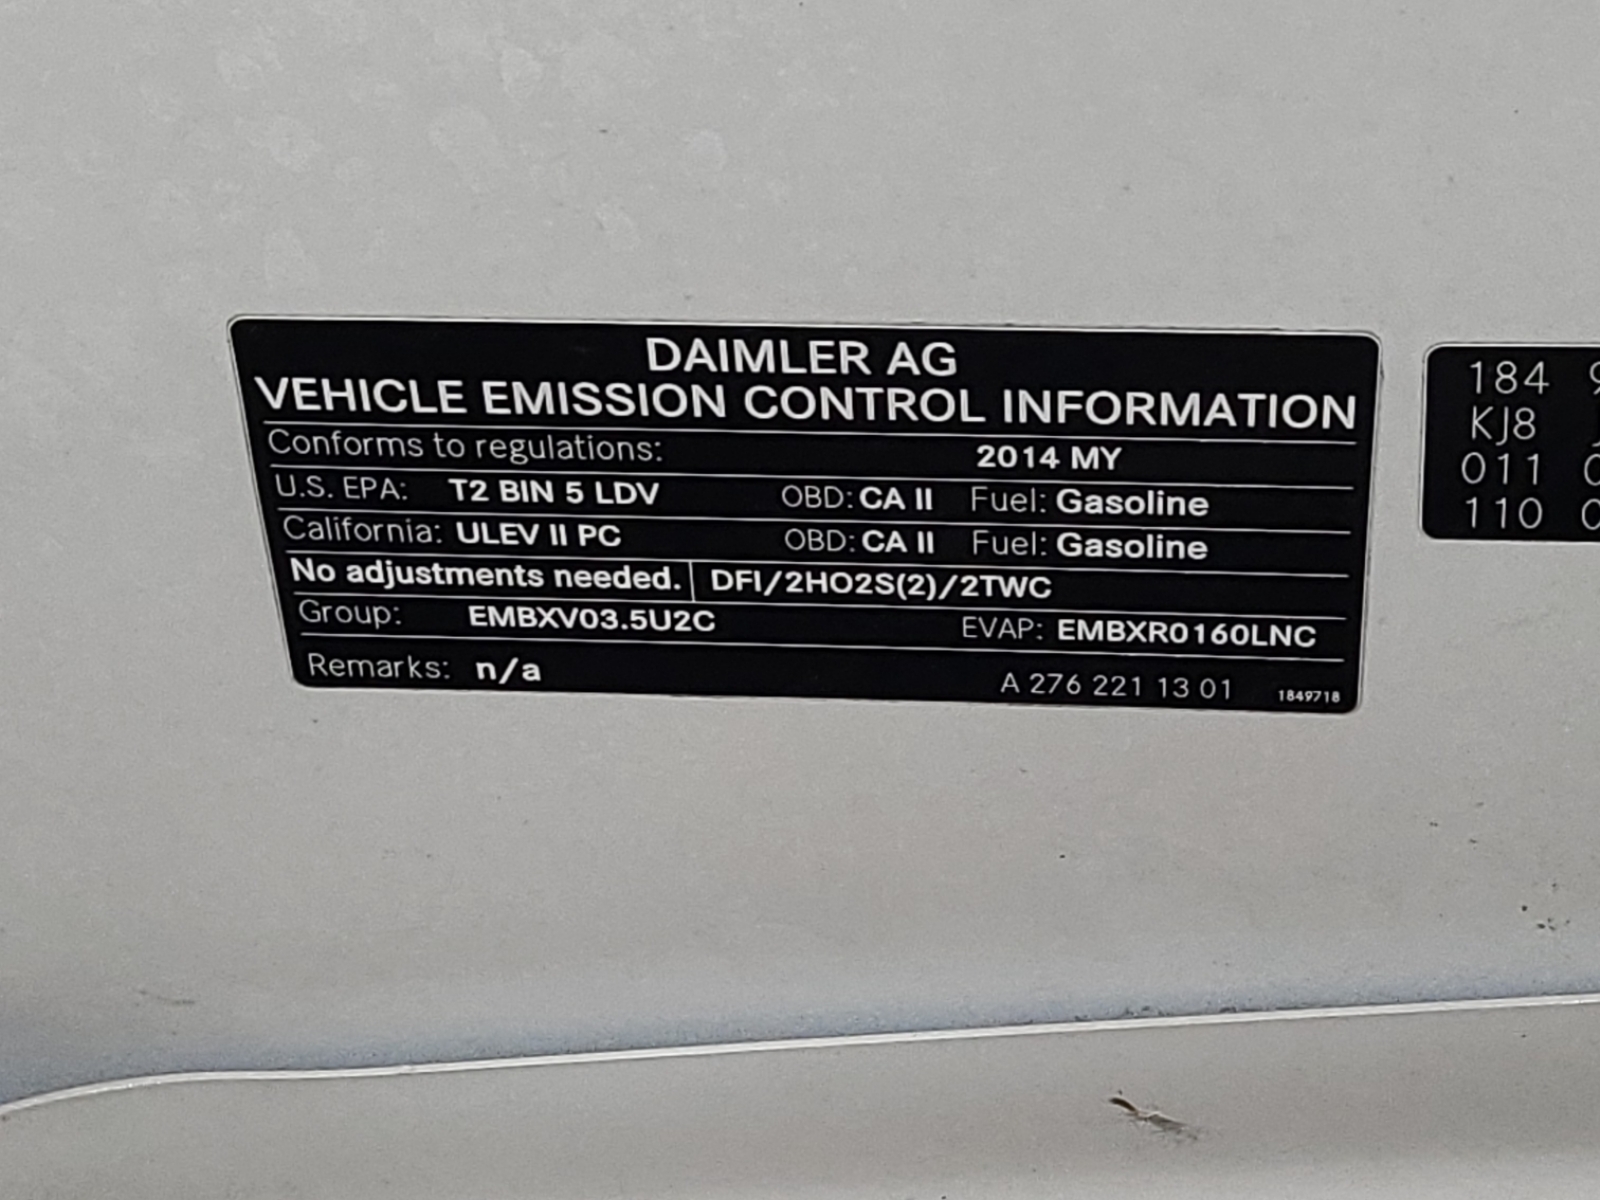 DAIMLER AG
VEHICLE EMISSION CONTROL INFORMATION
Conforms to regulations: 2014 MY
U.S. EPA: T2 BIN 5 LDV OBD: CA II Fuel: Gasoline
California: ULEV II PC OBD: CA II Fuel: Gasoline
No adjustments needed. DFI/2HO2S(2)/2TWC
Group: EMBXV03.5U2C EVAP: EMBXR0160LNC
Remarks: n/a A 276 221 13 01 1849718
184
KJ8
011
110